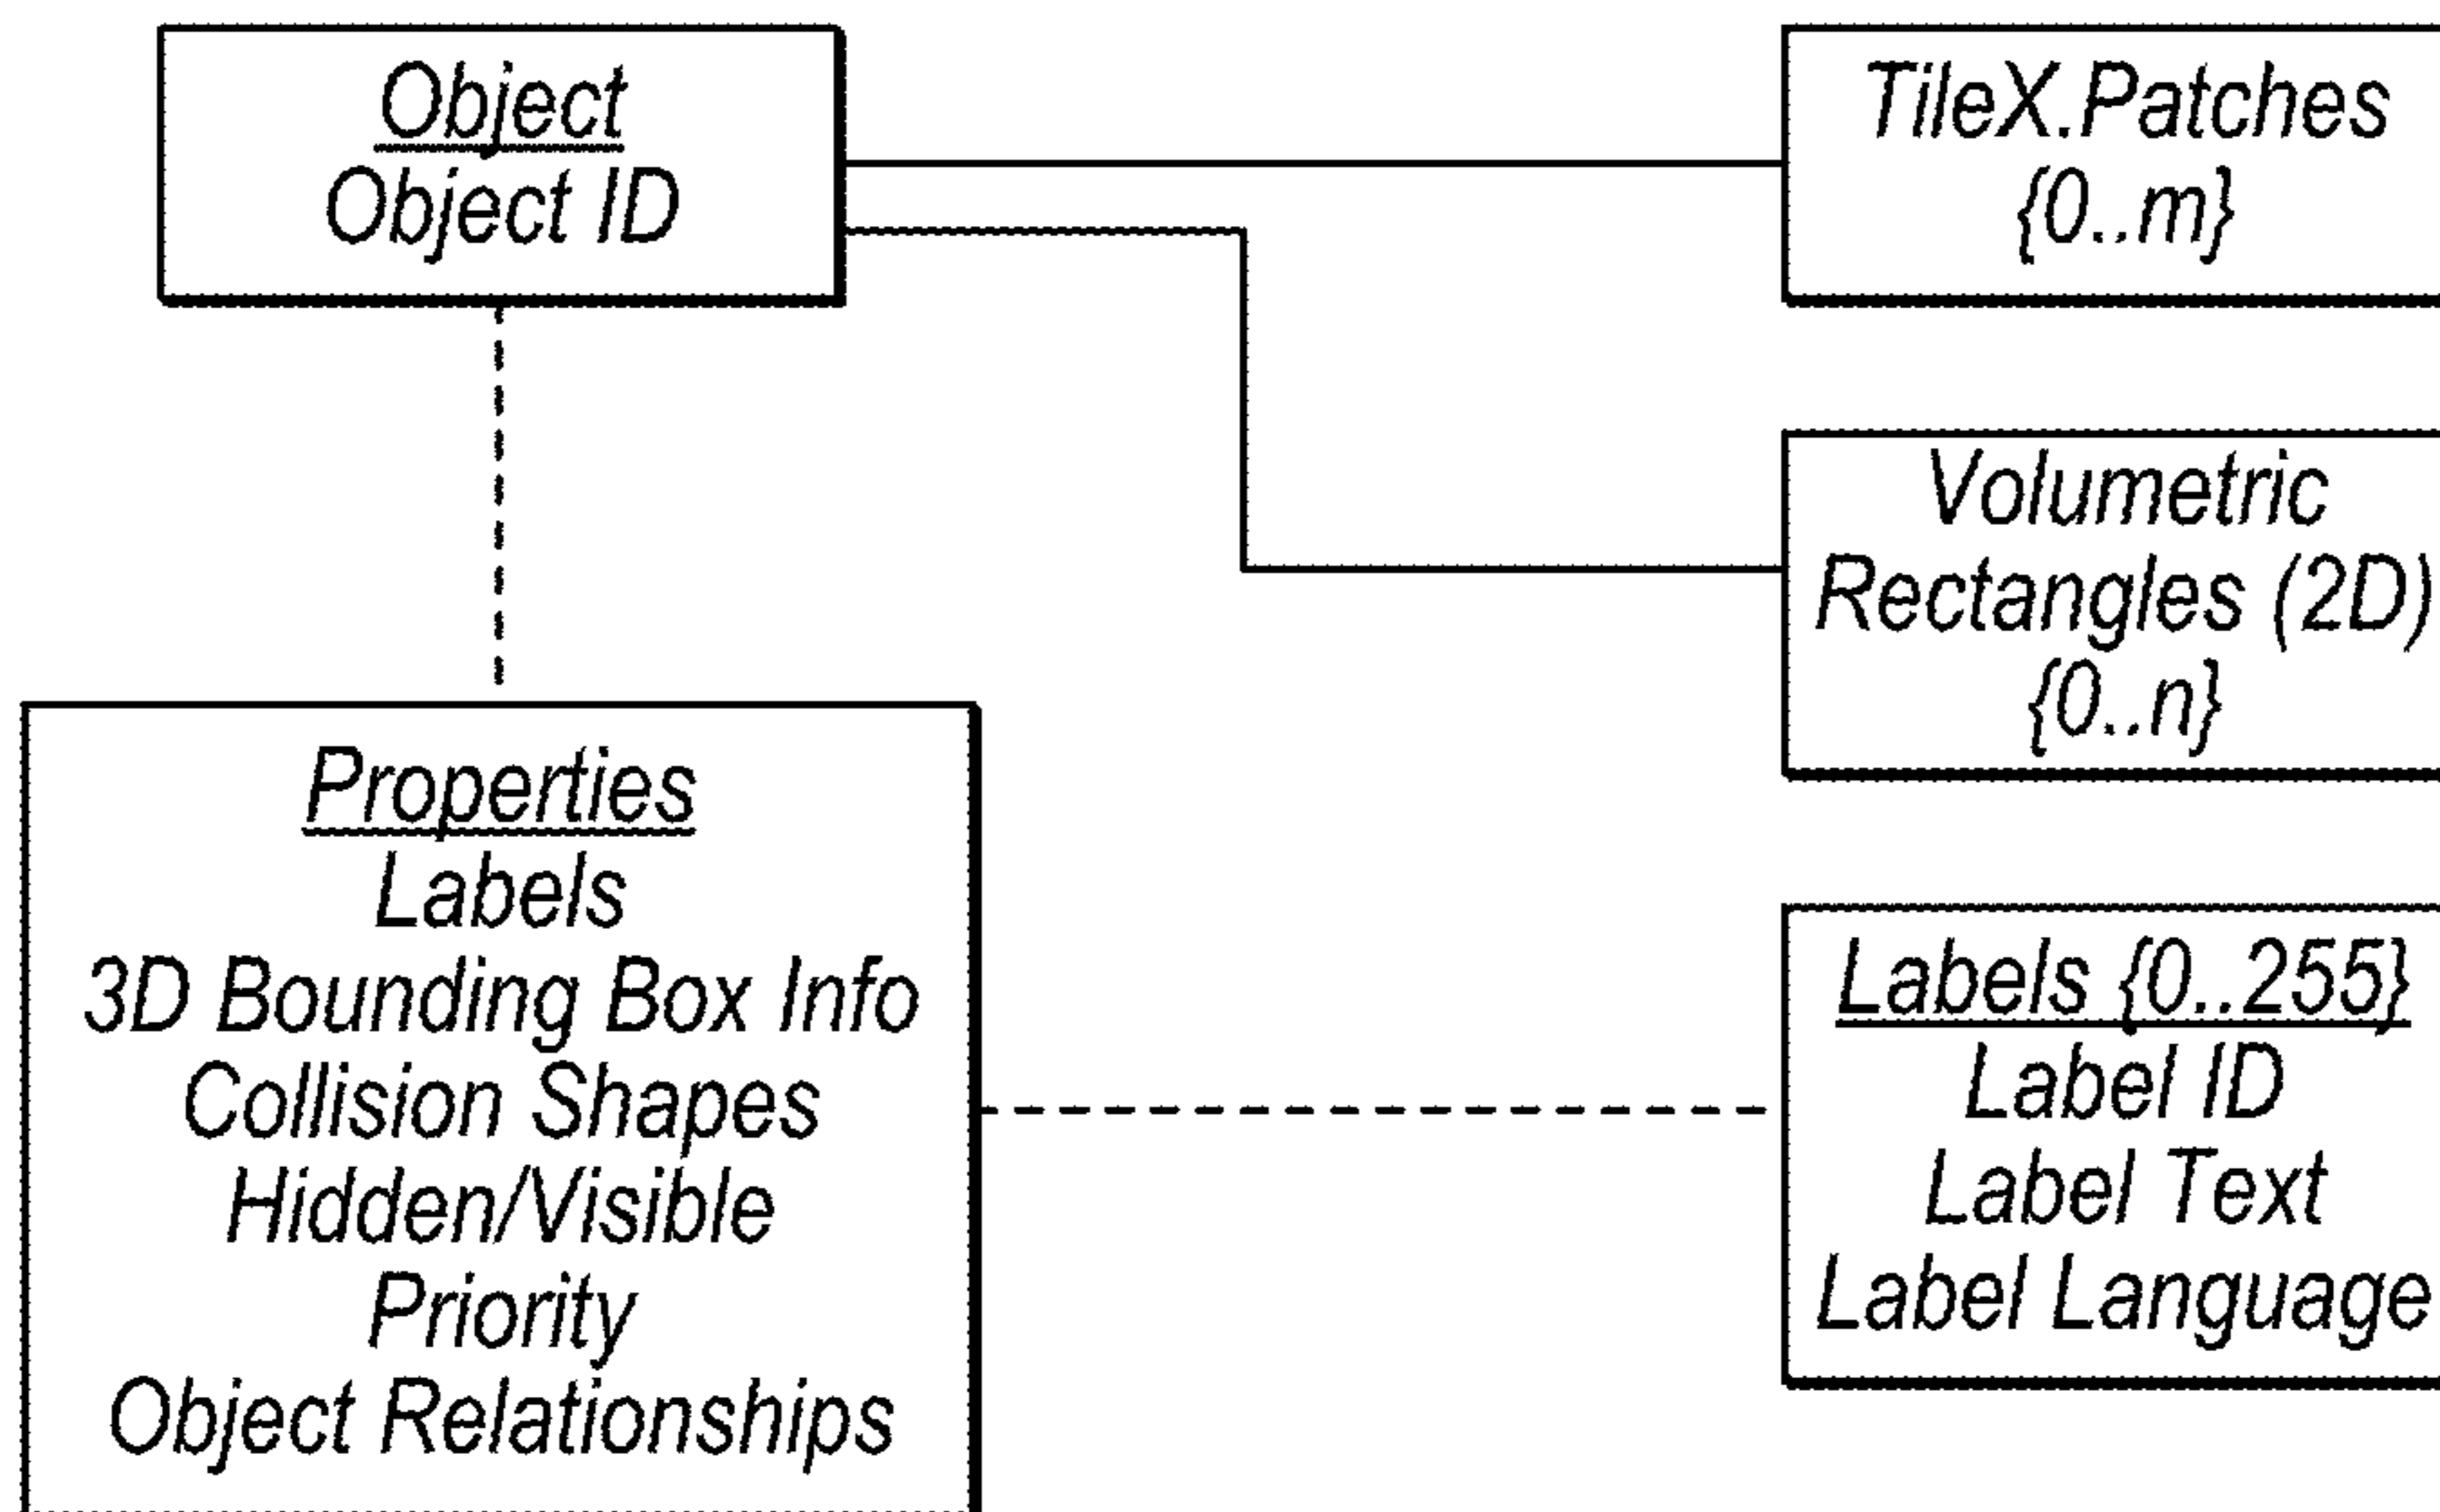 Object
Object ID
TileX.Patches
{0..m}
Volumetric
Rectangles (2D)
{0..n}
Properties
Labels
3D Bounding Box Info
Collision Shapes
Hidden/Visible
Priority
Object Relationships
Labels {0..255}
Label ID
Label Text
Label Language